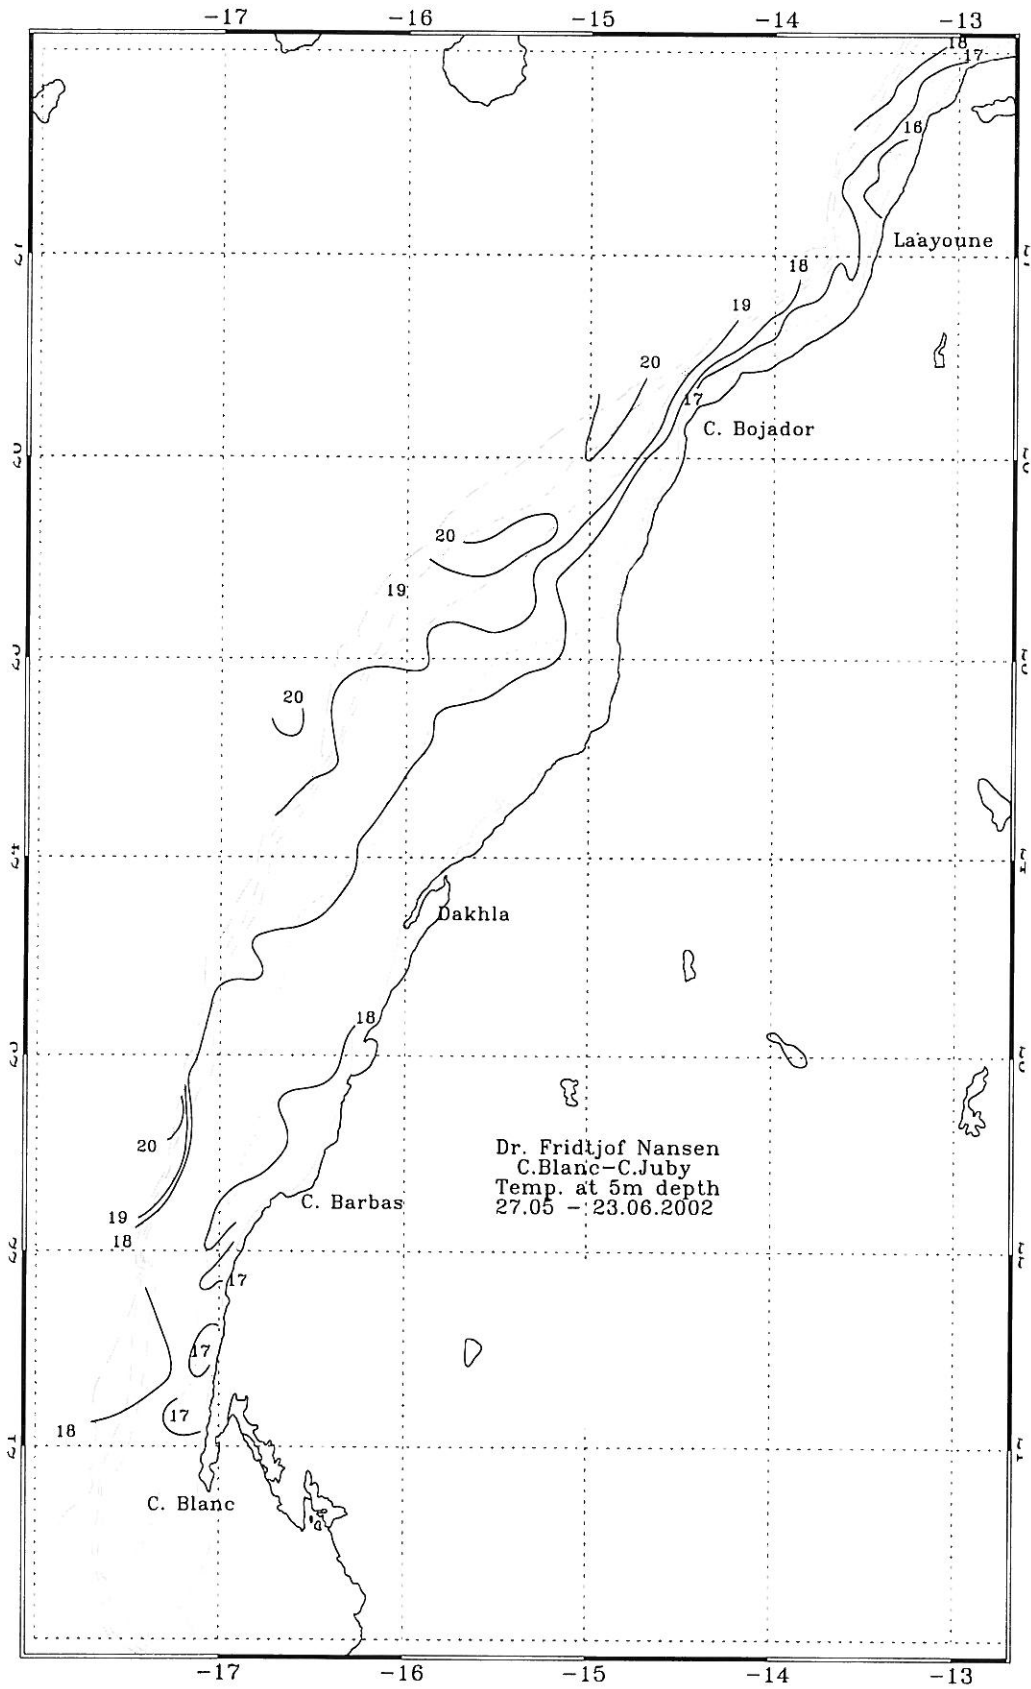 -17 -16 -15 -14 -13
18
17
16
Laayoune
18
19
20
17
C. Bojador
20
19
20
Dakhla
18
Dr. Fridtjof Nansen
C.Blanc-C.Juby
Temp. at 5m depth
27.05 - 23.06.2002
20
C. Barbas
19
18
17
17
17
18
C. Blanc
-17 -16 -15 -14 -13